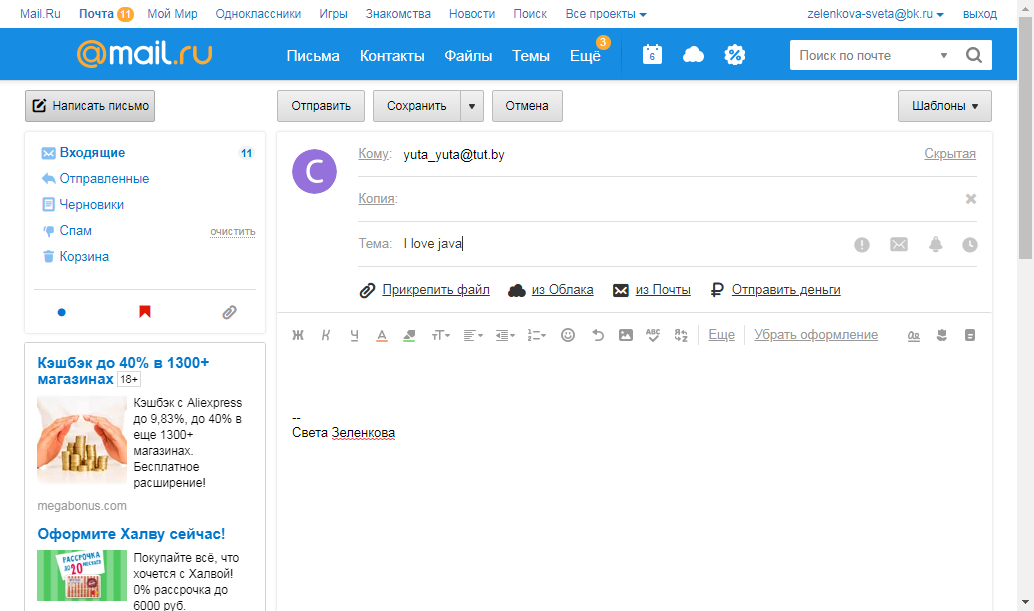 Mail.Ru Почта 11 Мой Мир Одноклассники Игры Знакомства Новости Поиск Все проекты zelenkova-sveta@bk.ru выход
@mail.ru Письма Контакты Файлы Темы Ещё 3 6 % Поиск по почте
Написать письмо Отправить Сохранить Отмена Шаблоны
Входящие 11
Отправленные
Черновики
Спам очистить
Корзина
С
Кому: yuta_yuta@tut.by Скрытая
Копия:
Тема: I love java
Прикрепить файл из Облака из Почты Отправить деньги
Ж К Ч А тТ ABC Еще Убрать оформление
--
Света Зеленкова
Кэшбэк до 40% в 1300+
магазинах 18+
Кэшбэк с Aliexpress
до 9,83%, до 40% в
еще 1300+
магазинах.
Бесплатное
расширение!
megabonus.com
Оформите Халву сейчас!
РАССРОЧКА
ДО 20 МЕСЯЦЕВ
Покупайте всё, что
хочется с Халвой!
0% рассрочка до
6000 руб.